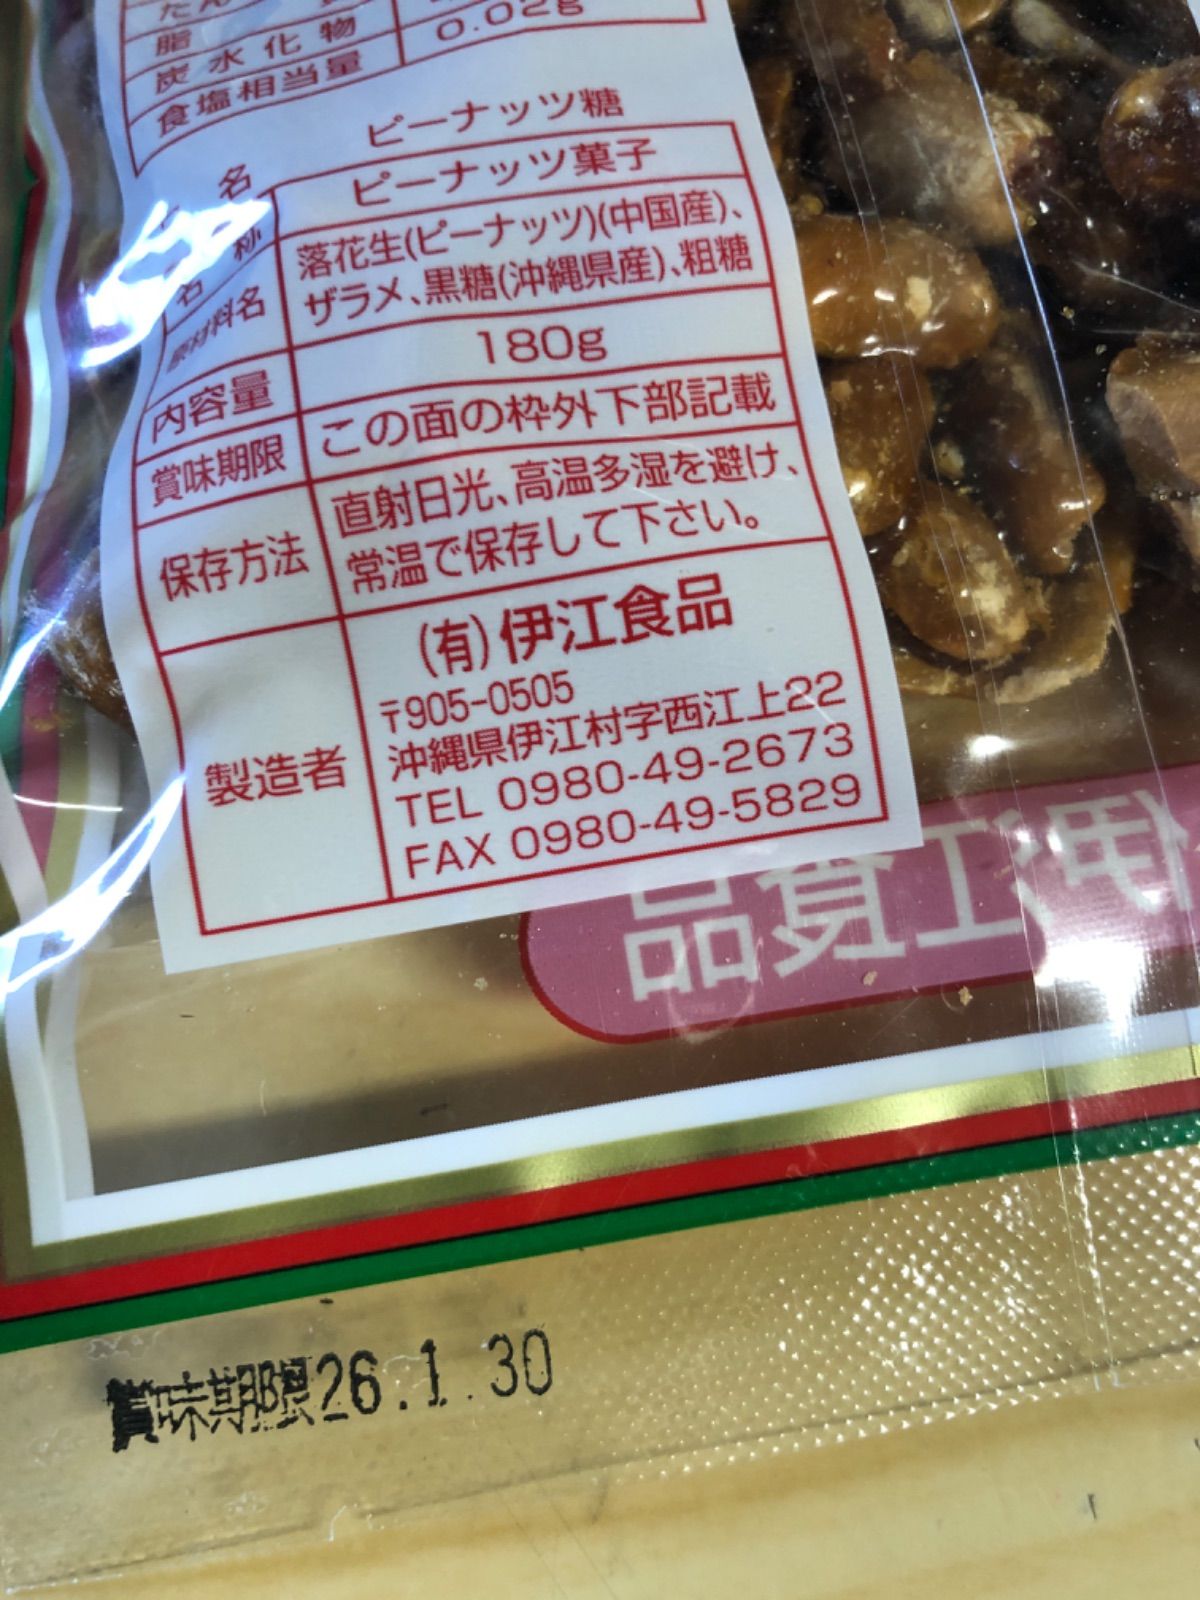 脂
炭水化物
食塩相当量 0.02g
ピーナッツ糖
名
ピーナッツ菓子
名 称
原材料名
落花生(ピーナッツ)(中国産)、
ザラメ、黒糖(沖縄県産)、粗糖
内容量 180g
賞味期限 この面の枠外下部記載
保存方法
直射日光、高温多湿を避け、
常温で保存して下さい。
製造者
(有)伊江食品
〒905-0505
沖縄県伊江村字西江上22
TEL 0980-49-2673
FAX 0980-49-5829
伊江食品
賞味期限26.1.30